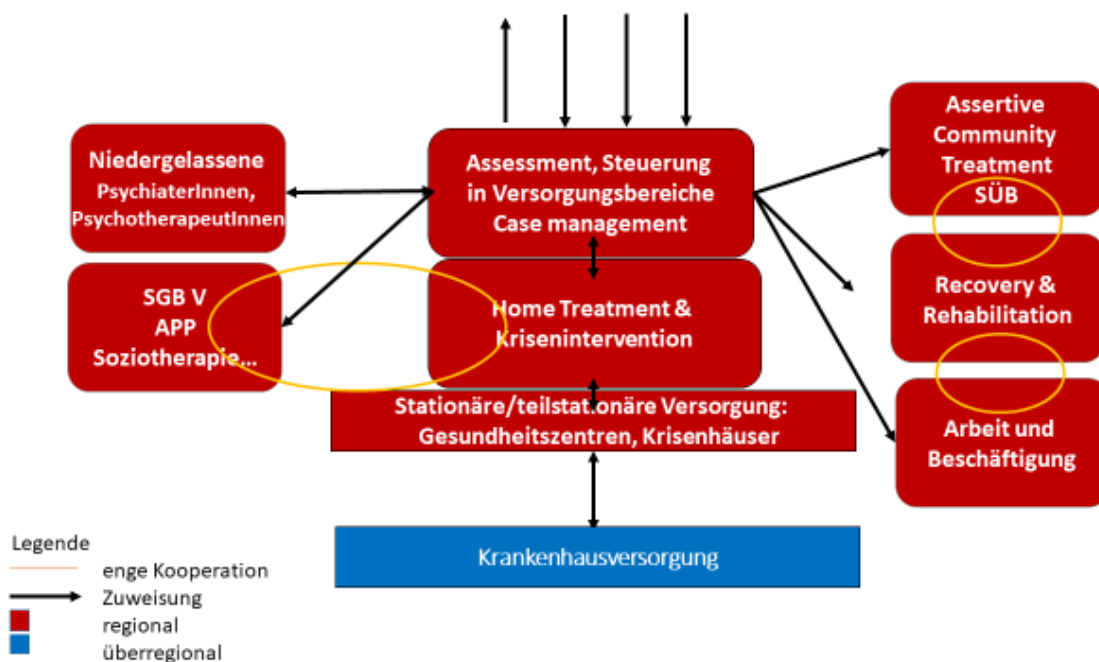 Niedergelassene
PsychiaterInnen,
PsychotherapeutInnen
SGB V
APP
Soziotherapie...
Assessment, Steuerung
in Versorgungsbereiche
Case management
Home Treatment &
Krisenintervention
Stationäre/teilstationäre Versorgung:
Gesundheitszentren, Krisenhäuser
Krankenhausversorgung
Assertive
Community
Treatment
SÜB
Recovery &
Rehabilitation
Arbeit und
Beschäftigung
Legende
enge Kooperation
Zuweisung
regional
überregional